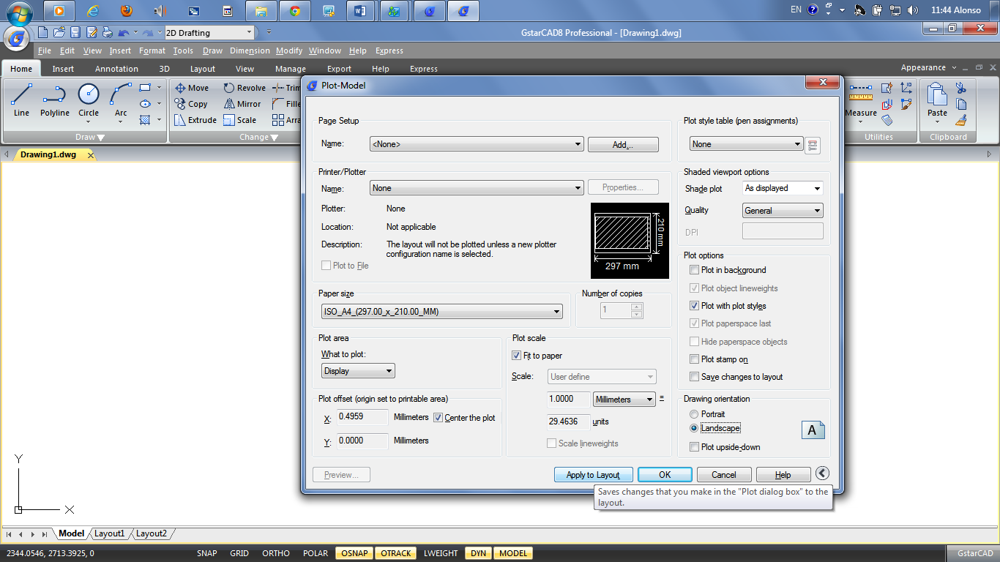 EN
11:44 Alonso
2D Drafting
GstarCAD8 Professional - [Drawing1.dwg]
File Edit View Insert Format Tools Draw Dimension Modify Window Help Express
Home Insert Annotation 3D Layout View Manage Export Help Express
Appearance
Line
Polyline
Circle
Arc
Draw
Move
Revolve
Trim
Copy
Mirror
Fille
Extrude
Scale
Arra
Change
Measure
Utilities
Paste
Clipboard
Drawing1.dwg
Plot-Model
Page Setup
Name:
<None>
Add...
Printer/Plotter
Name:
None
Properties...
Plotter:
None
Location:
Not applicable
Description:
The layout will not be plotted unless a new plotter
configuration name is selected.
Plot to File
210 mm
297 mm
Paper size
ISO_A4_(297.00_x_210.00_MM)
Number of copies
1
Plot area
What to plot:
Display
Plot scale
Fit to paper
Scale:
User define
1.0000
Millimeters
=
29.4636
units
Scale lineweights
Plot offset (origin set to printable area)
X:
0.4959
Millimeters
Center the plot
Y:
0.0000
Millimeters
Plot style table (pen assignments)
None
Shaded viewport options
Shade plot
As displayed
Quality
General
DPI
Plot options
Plot in background
Plot object lineweights
Plot with plot styles
Plot paperspace last
Hide paperspace objects
Plot stamp on
Save changes to layout
Drawing orientation
Portrait
Landscape
A
Plot upside-down
Preview...
Apply to Layout
OK
Cancel
Help
Saves changes that you make in the "Plot dialog box" to the
layout.
Y
X
Model Layout1 Layout2
2344.0546, 2713.3925, 0
SNAP GRID ORTHO POLAR OSNAP OTRACK LWEIGHT DYN MODEL
GstarCAD